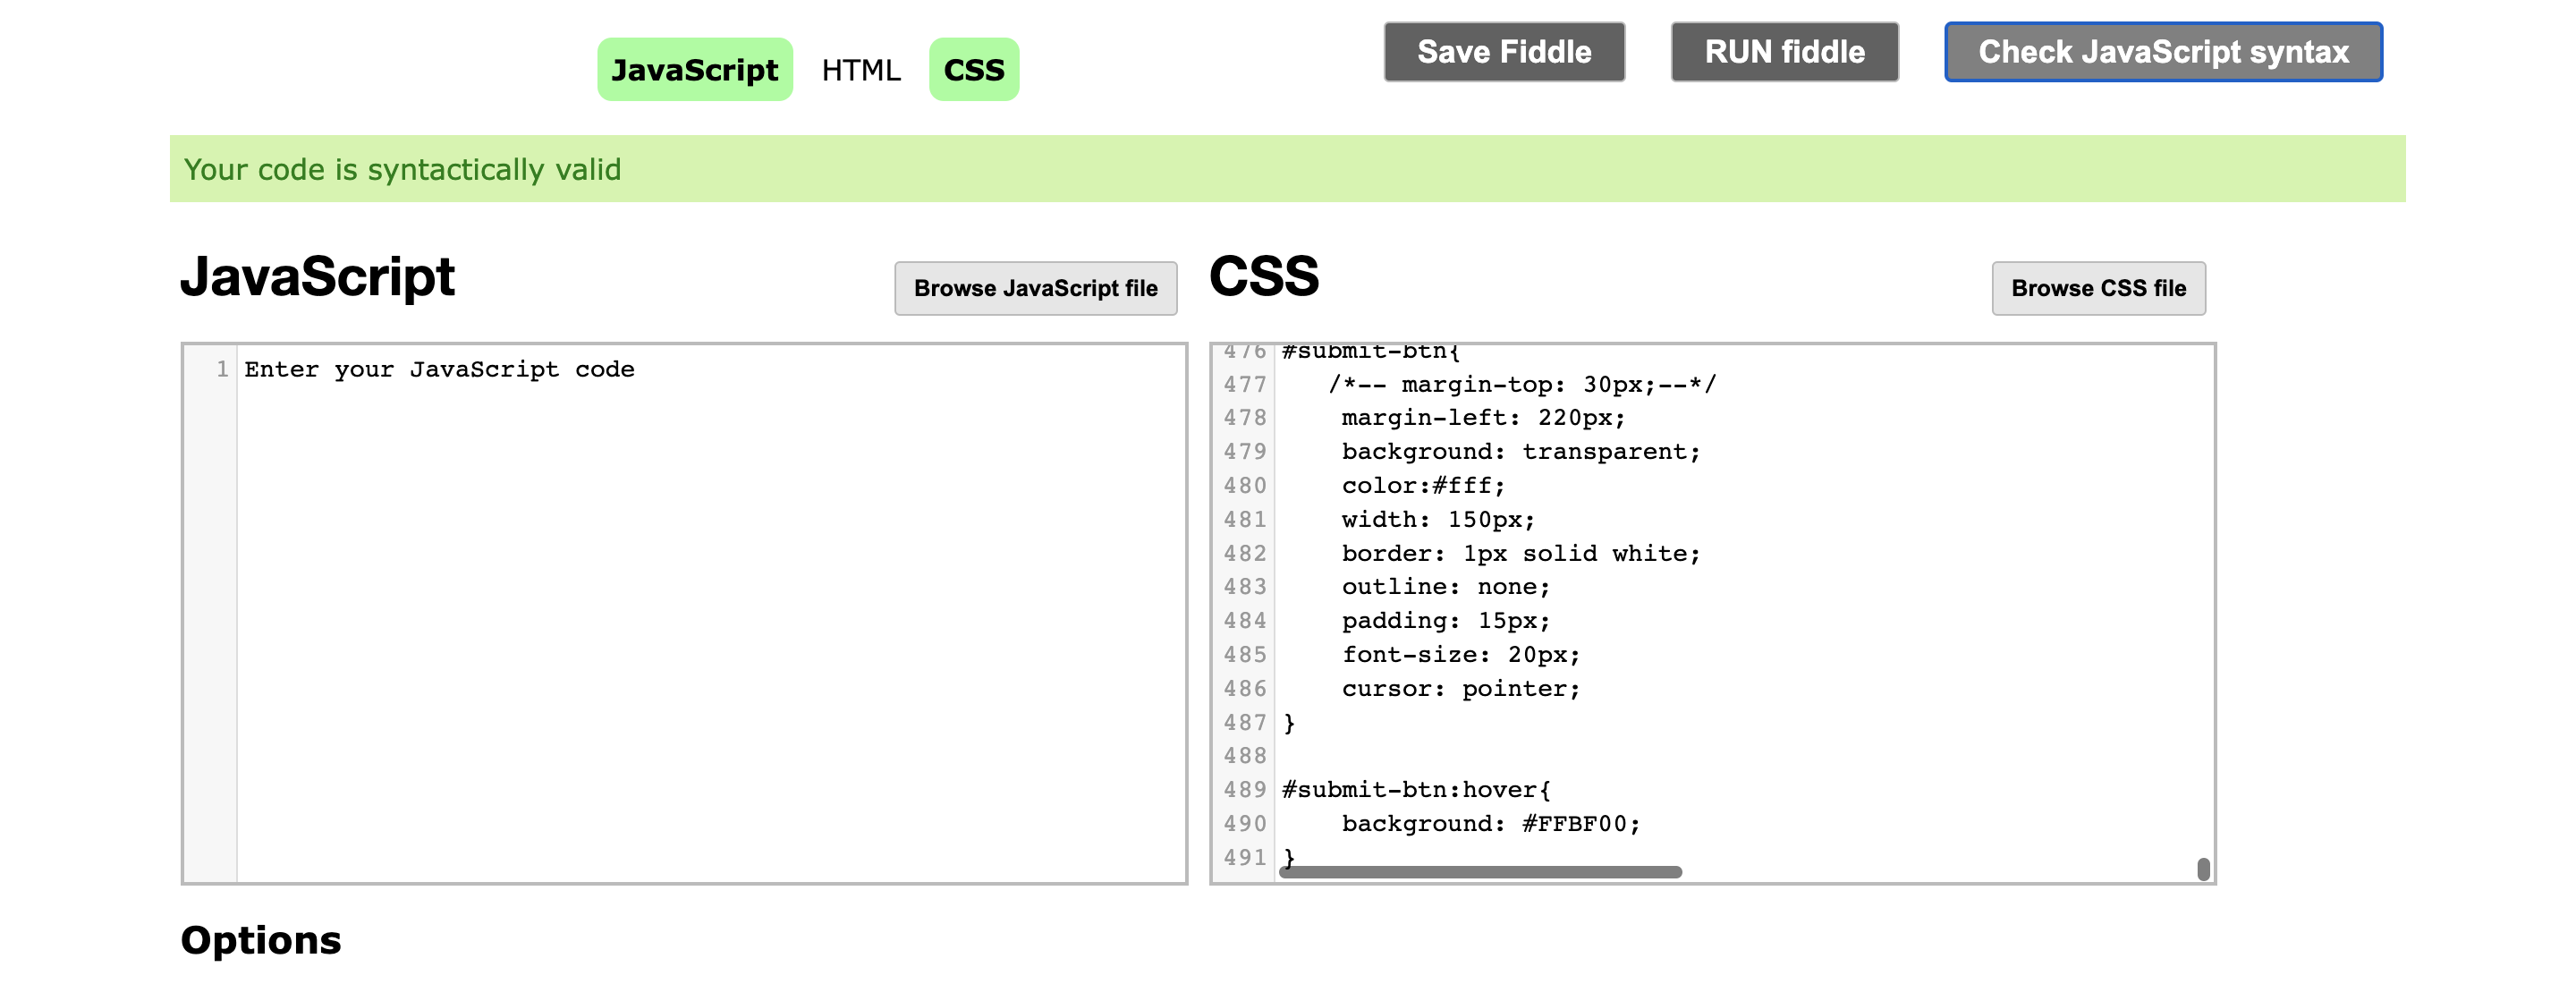 JavaScript HTML CSS
Save Fiddle RUN fiddle Check JavaScript syntax
Your code is syntactically valid
JavaScript
Browse JavaScript file
1 Enter your JavaScript code
CSS
Browse CSS file
476 #submit-btn{
477 /*-- margin-top: 30px;--*/
478 margin-left: 220px;
479 background: transparent;
480 color:#fff;
481 width: 150px;
482 border: 1px solid white;
483 outline: none;
484 padding: 15px;
485 font-size: 20px;
486 cursor: pointer;
487 }
488
489 #submit-btn:hover{
490 background: #FFBF00;
491 }
Options